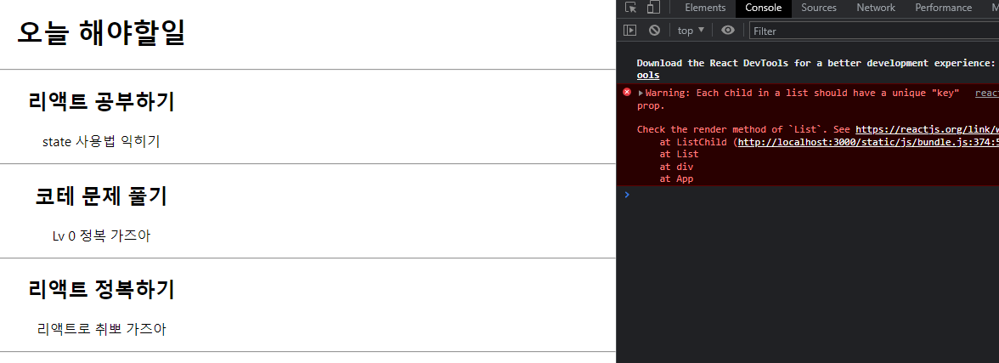 오늘 해야할일
리액트 공부하기
state 사용법 익히기
코테 문제 풀기
Lv 0 정복 가즈아
리액트 정복하기
리액트로 취뽀 가즈아
Elements Console Sources Network Performance M
top Filter
Download the React DevTools for a better development experience:
ools
Warning: Each child in a list should have a unique "key" reac
prop.
Check the render method of `List`. See https://reactjs.org/link/w
at ListChild (http://localhost:3000/static/js/bundle.js:374:5
at List
at div
at App